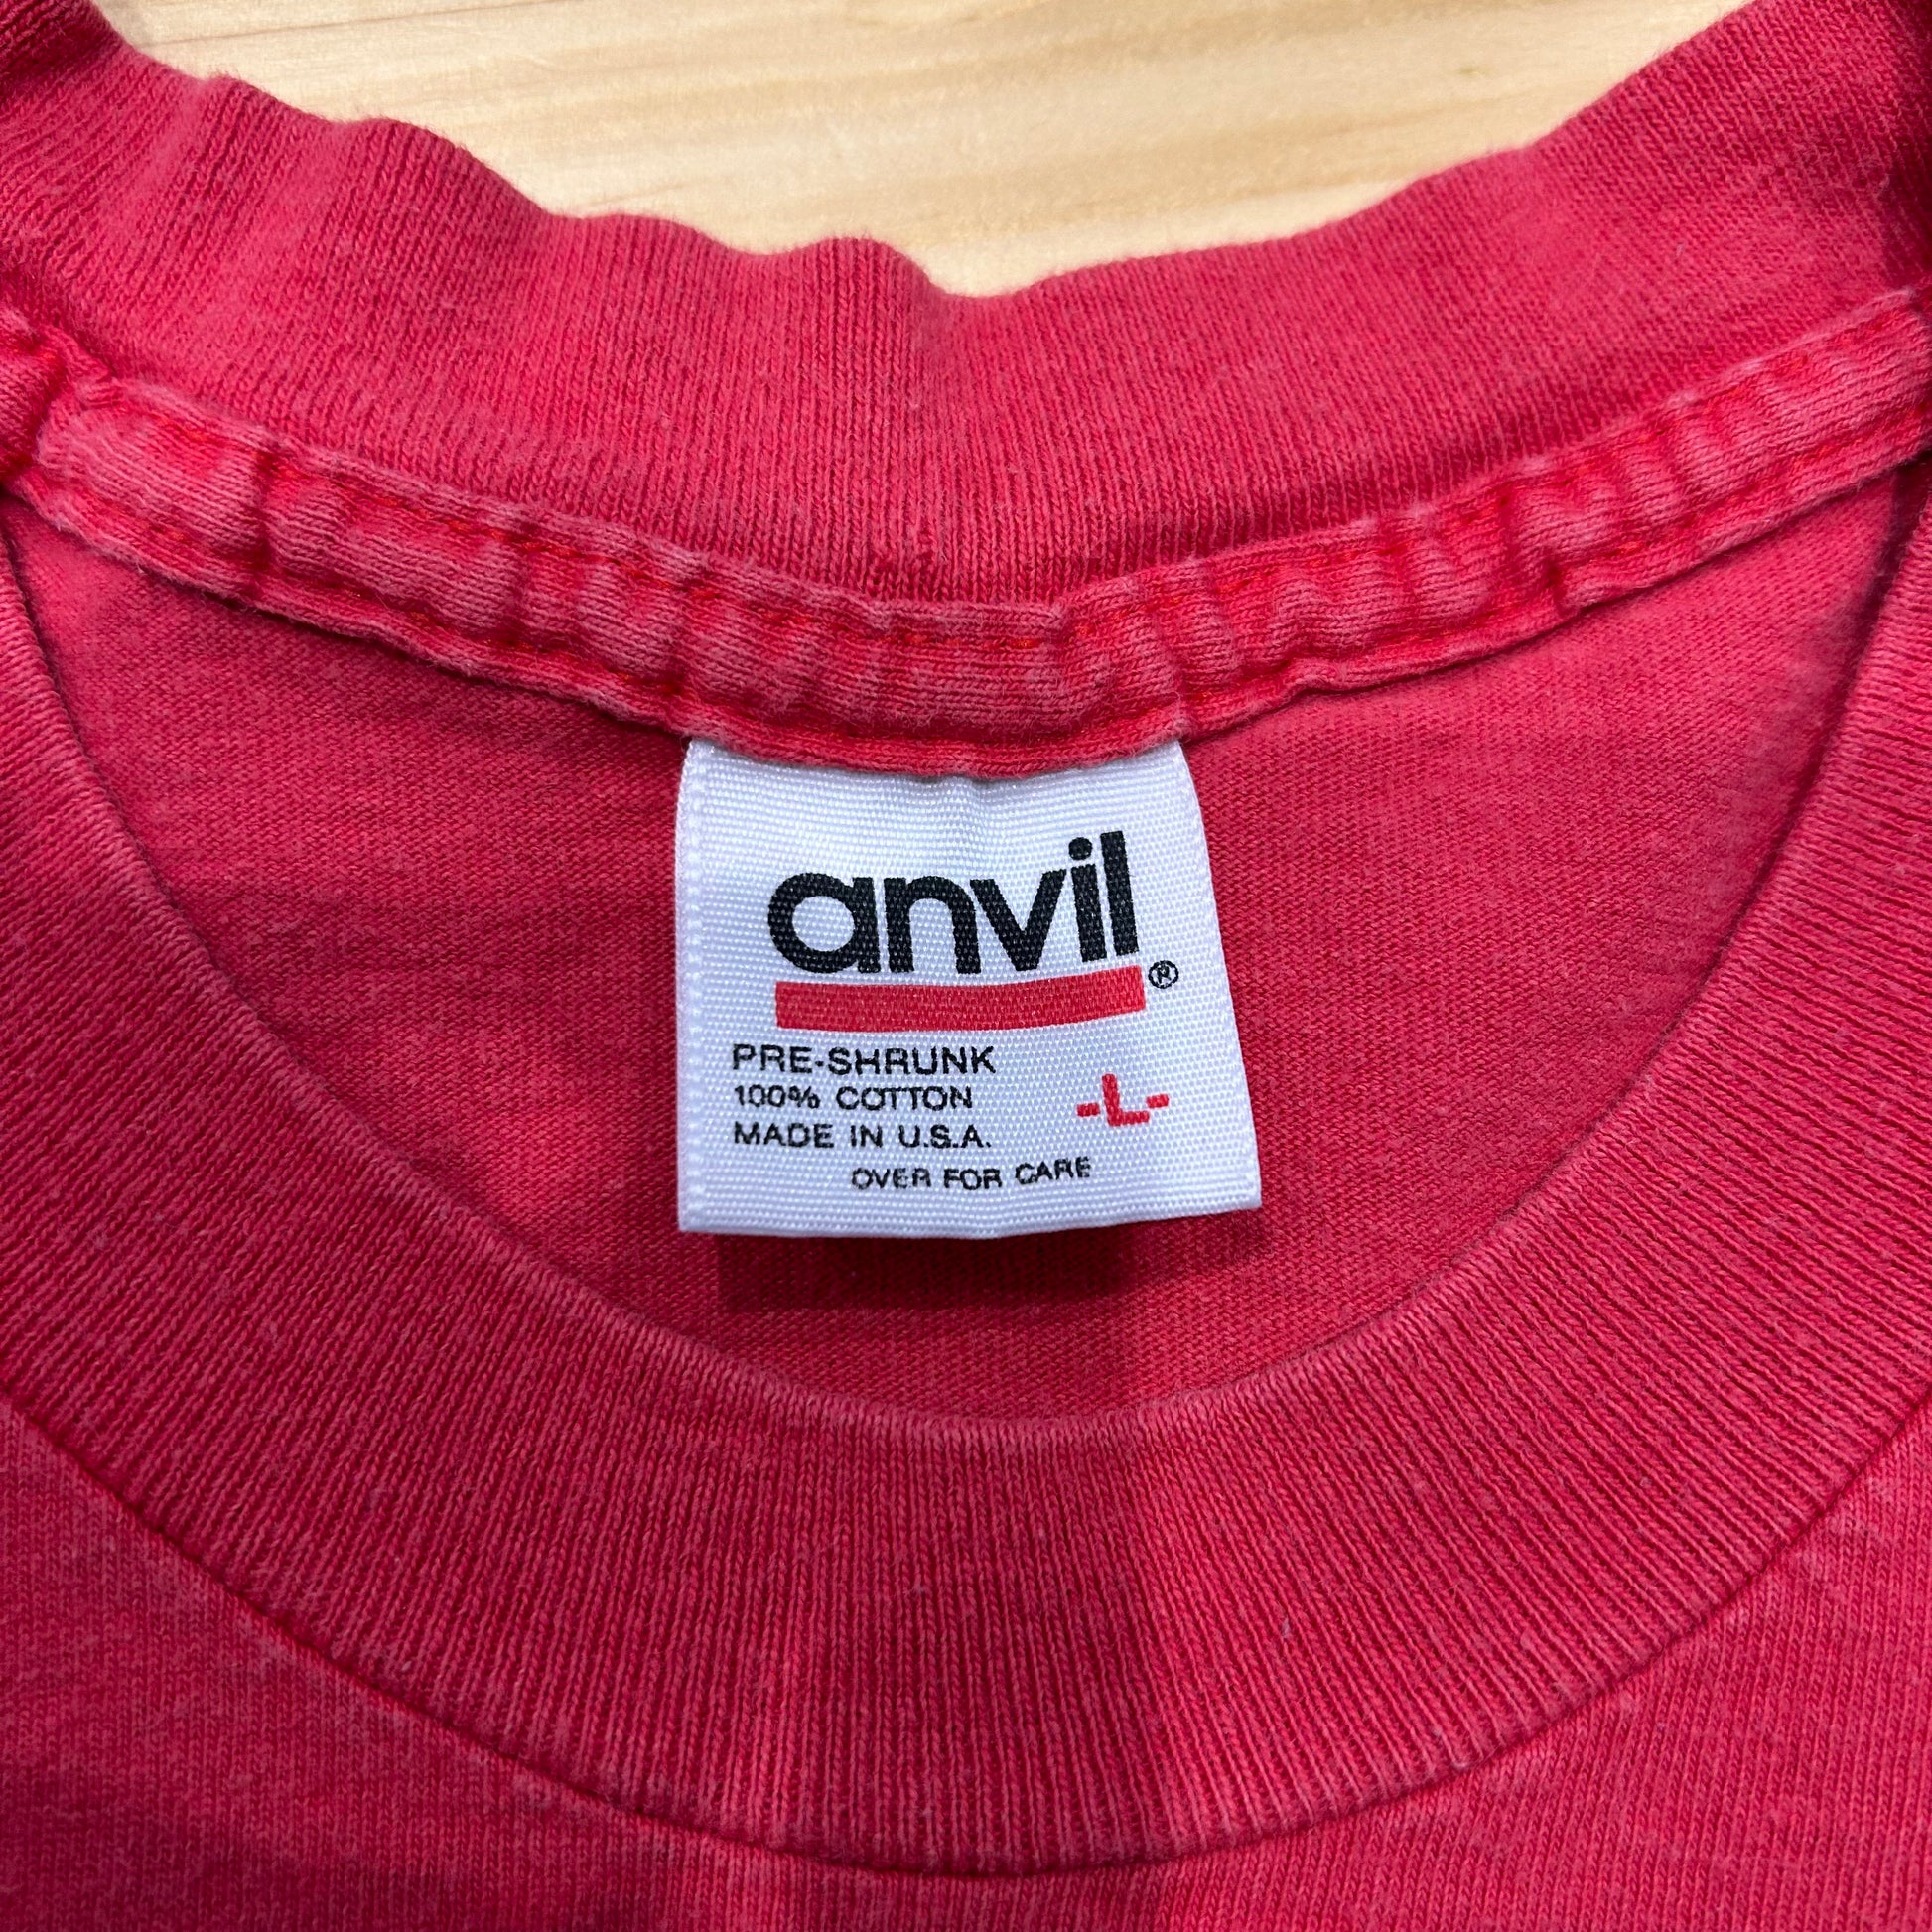 anvil®
PRE-SHRUNK
100% COTTON
-L-
MADE IN U.S.A.
OVER FOR CARE